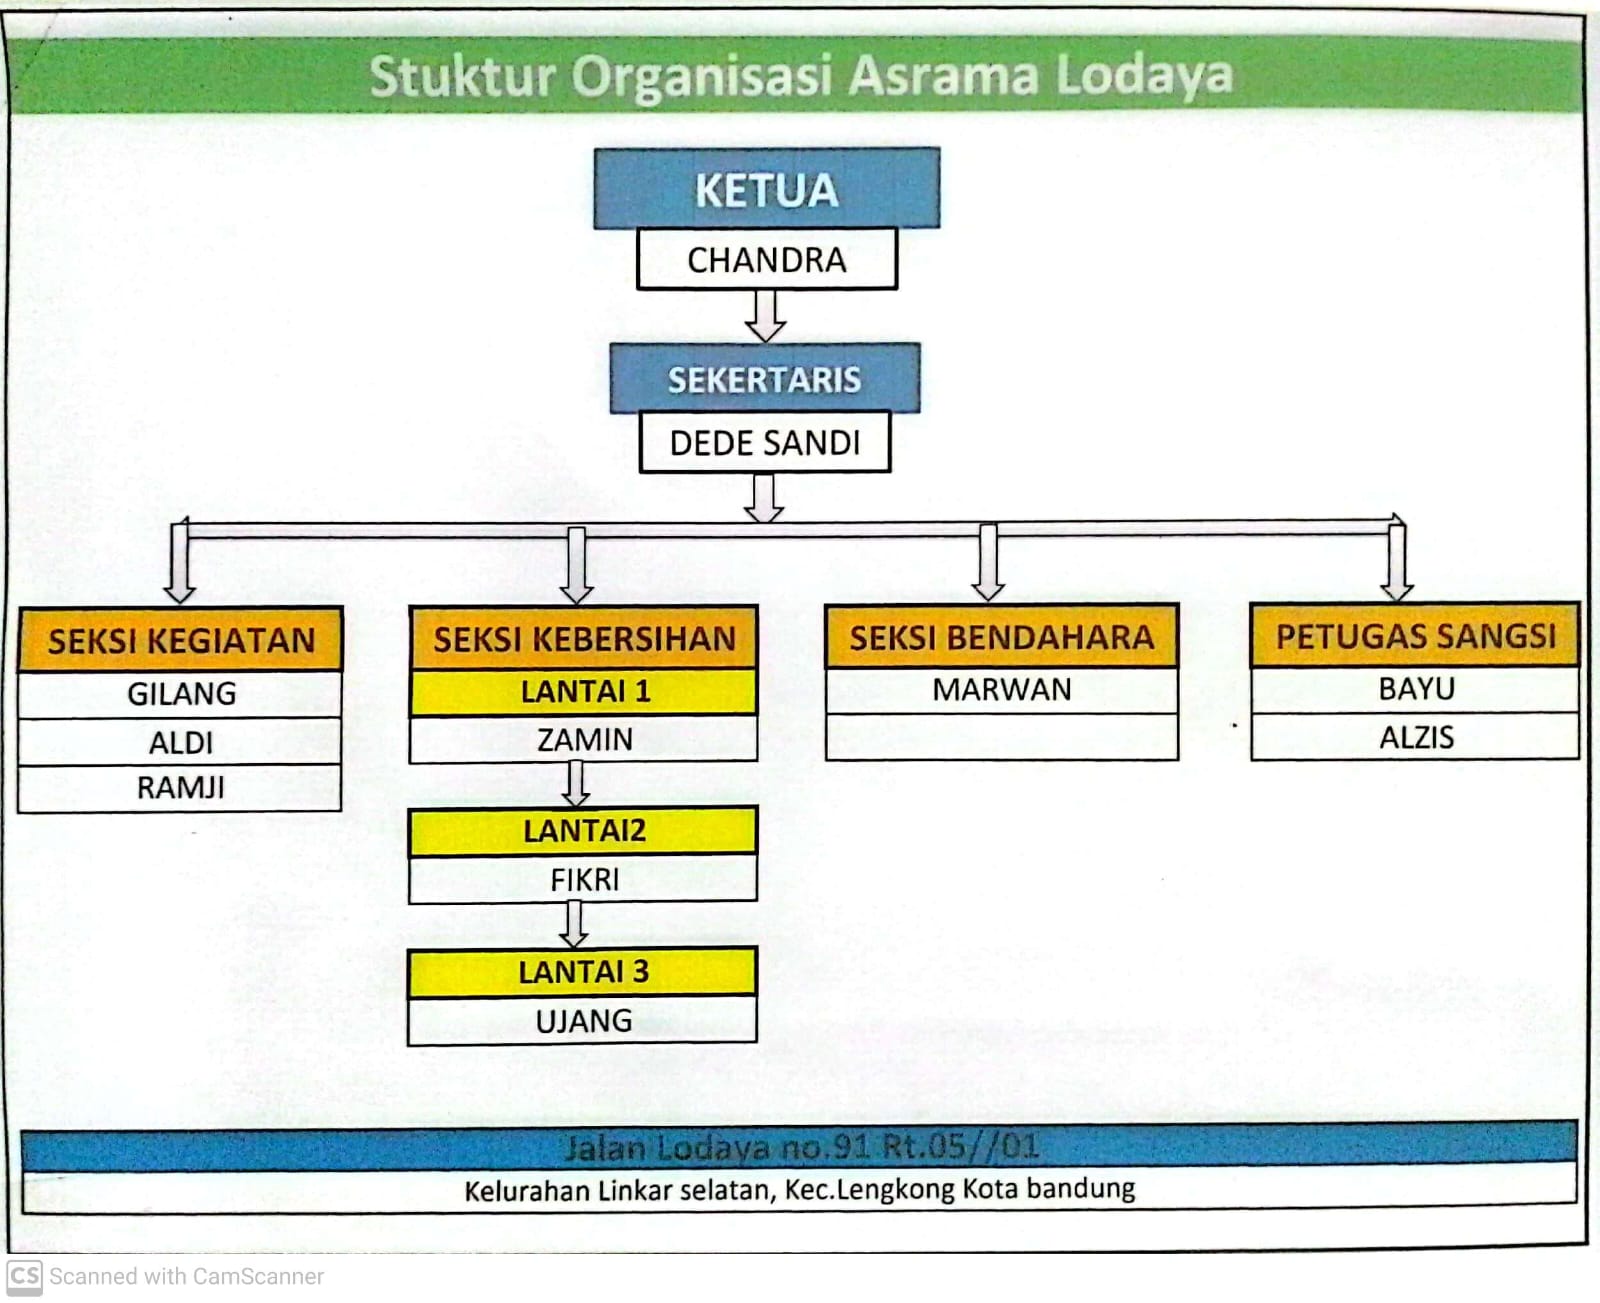 Stuktur Organisasi Asrama Lodaya
KETUA
CHANDRA
SEKERTARIS
DEDE SANDI
SEKSI KEGIATAN
GILANG
ALDI
RAMJI
SEKSI KEBERSIHAN
LANTAI 1
ZAMIN
LANTAI2
FIKRI
LANTAI 3
UJANG
SEKSI BENDAHARA
MARWAN
PETUGAS SANGSI
BAYU
ALZIS
Jalan Lodaya no.91 Rt.05//01
Kelurahan Linkar selatan, Kec.Lengkong Kota bandung
CS Scanned with CamScanner